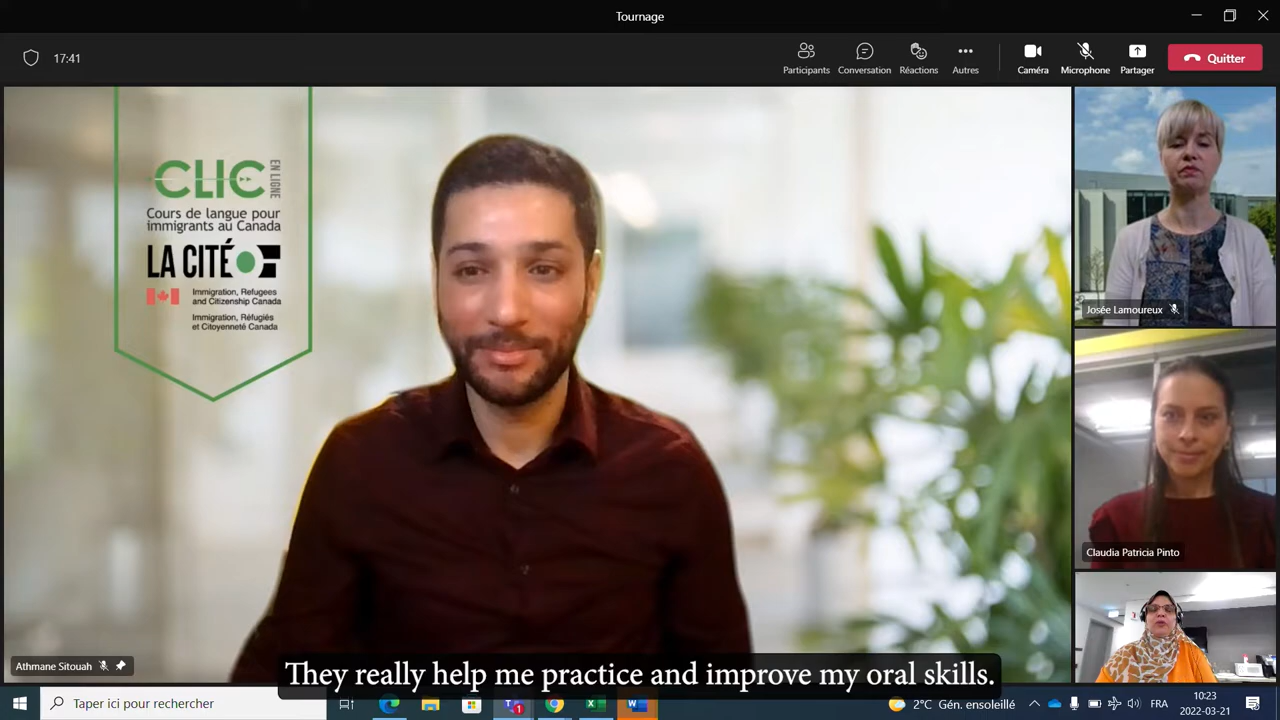 Tournage
17:41
Participants
Conversation
Réactions
Autres
Caméra
Microphone
Partager
Quitter
CLIC
EN LIGNE
Cours de langue pour
immigrants au Canada
LA CITÉ
Immigration, Refugees
and Citizenship Canada
Immigration, Réfugiés
et Citoyenneté Canada
Josée Lamoureux
Claudia Patricia Pinto
Athmane Sitouah
They really help me practice and improve my oral skills.
Taper ici pour rechercher
1
2°C Gén. ensoleillé
FRA
10:23
2022-03-21